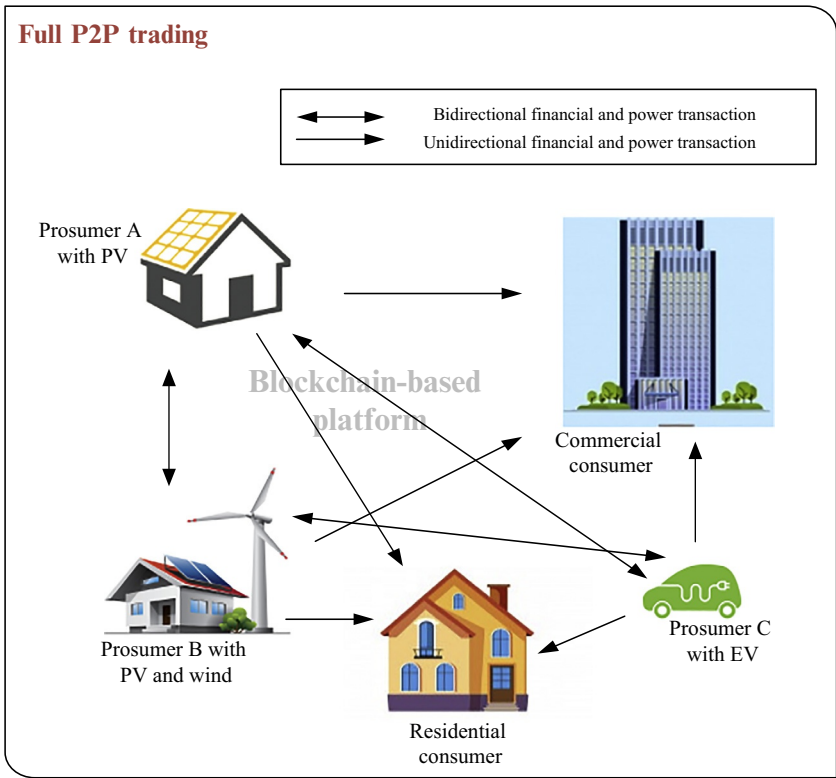 Full P2P trading
Bidirectional financial and power transaction
Unidirectional financial and power transaction
Prosumer A
with PV
Blockchain-based
platform
Commercial
consumer
Prosumer B with
PV and wind
Prosumer C
with EV
Residential
consumer